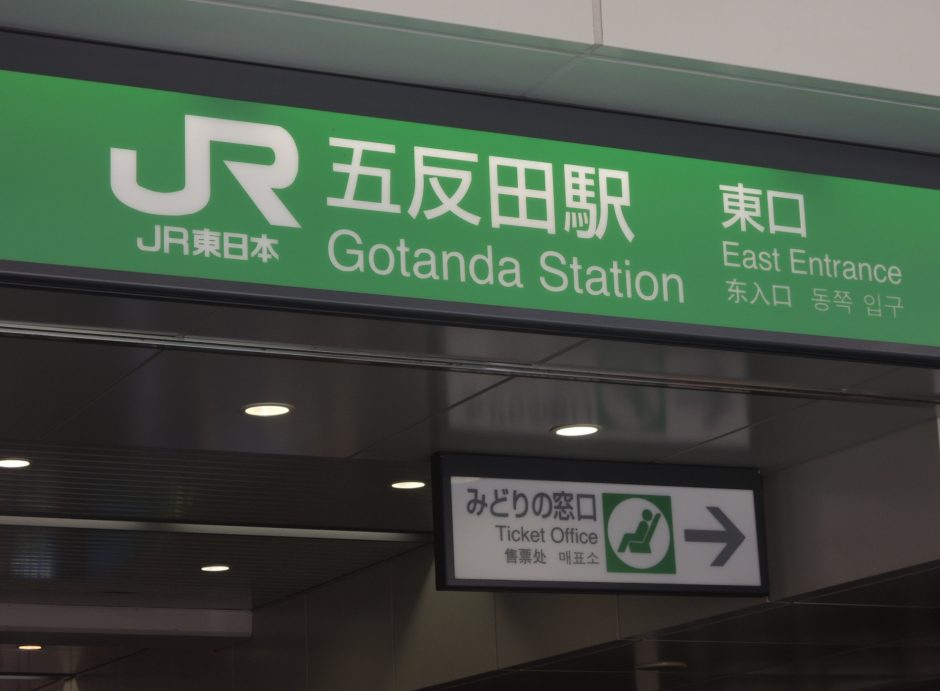 JR
JR東日本
五反田駅
Gotanda Station
東口
East Entrance
东入口 동쪽 입구
みどりの窓口
Ticket Office
售票处 매표소